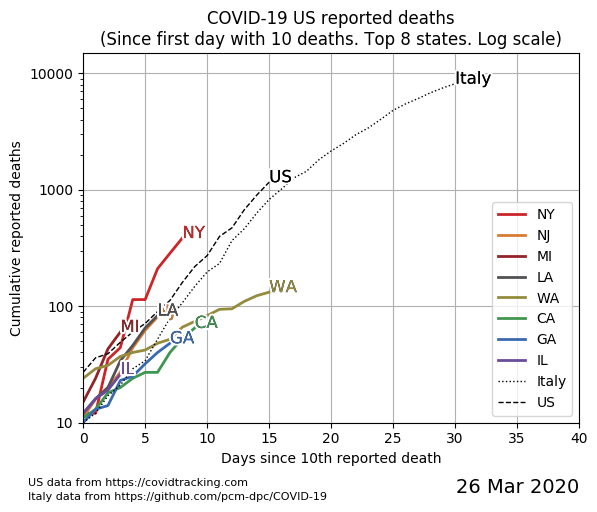 COVID-19 US reported deaths
(Since first day with 10 deaths. Top 8 states. Log scale)
Cumulative reported deaths
10000
1000
100
10
Italy
US
NY
WA
MI
LA
CA
GA
IL
NY
NJ
MI
LA
WA
CA
GA
IL
Italy
US
0 5 10 15 20 25 30 35 40
Days since 10th reported death
US data from https://covidtracking.com
Italy data from https://github.com/pcm-dpc/COVID-19
26 Mar 2020